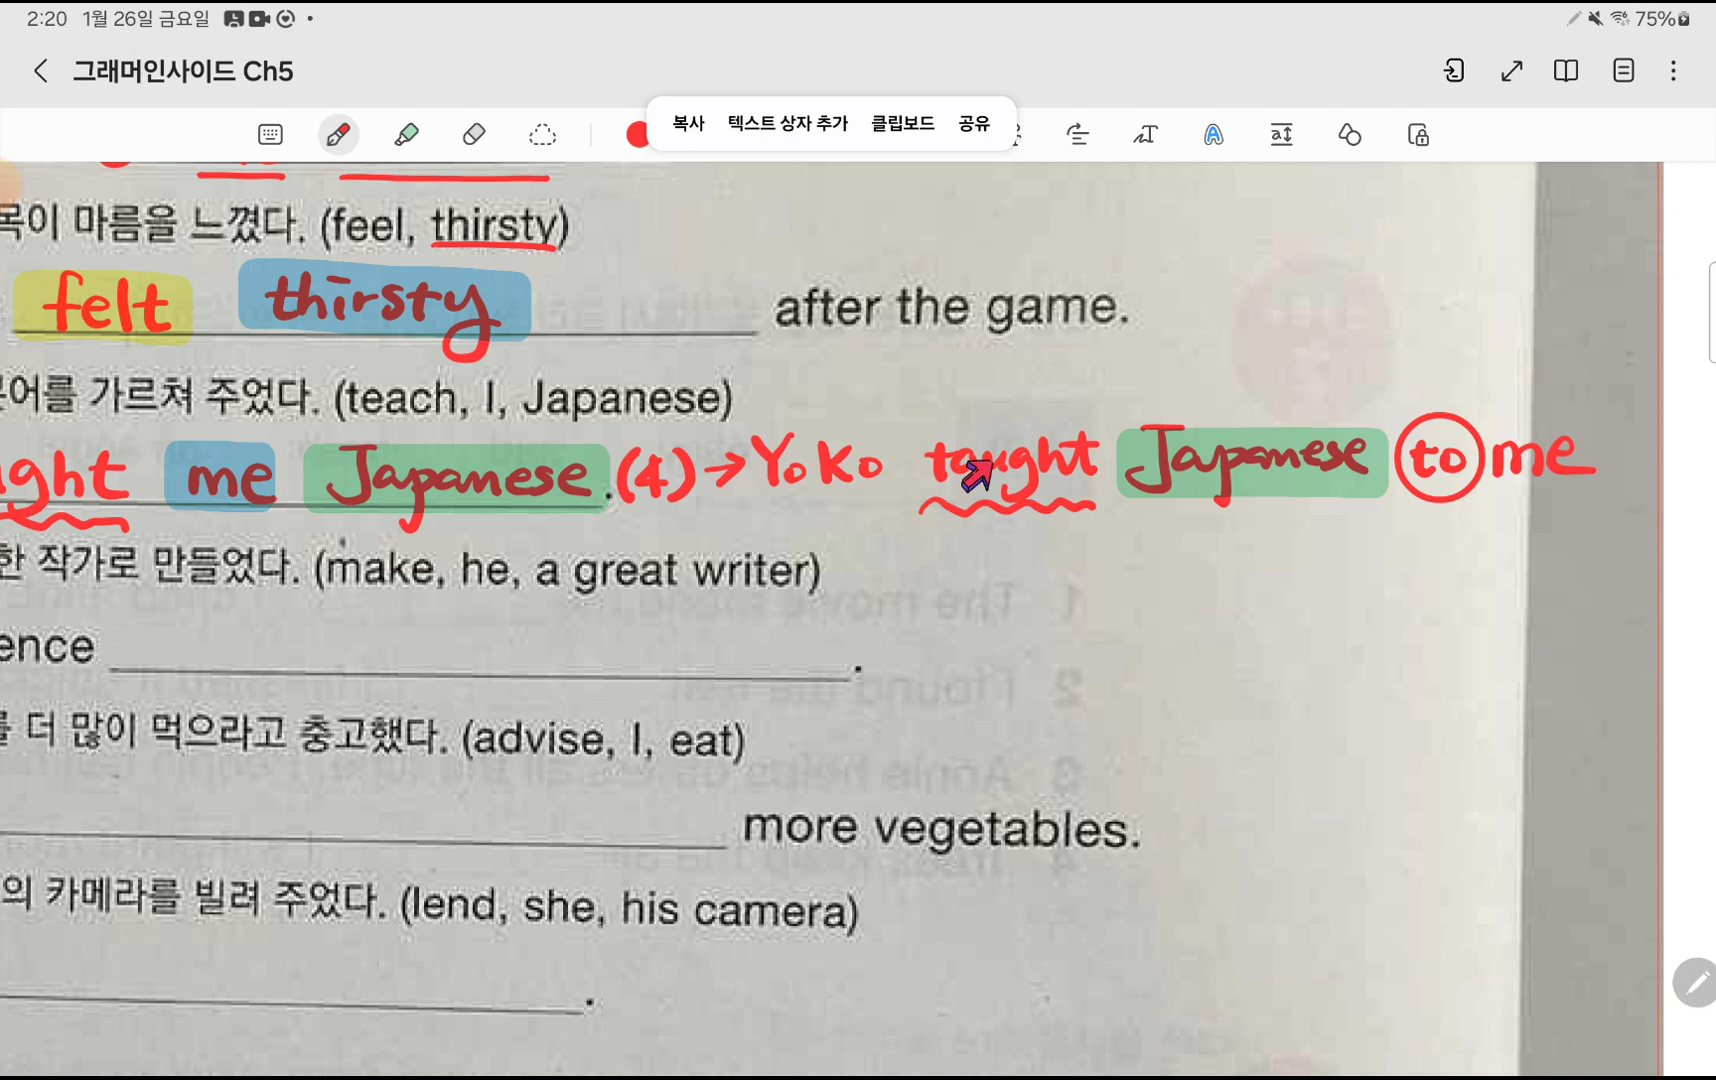 2:20 1월 26일 금요일 75%
그래머인사이드 Ch5
복사 텍스트 상자 추가 클립보드 공유
목이 마름을 느꼈다. (feel, thirsty)
felt thirsty after the game.
어를 가르쳐 주었다. (teach, I, Japanese)
ght me Japanese. (4) → Yoko taught Japanese to me
한 작가로 만들었다. (make, he, a great writer)
ence .
더 많이 먹으라고 충고했다. (advise, I, eat)
more vegetables.
의 카메라를 빌려 주었다. (lend, she, his camera)
.